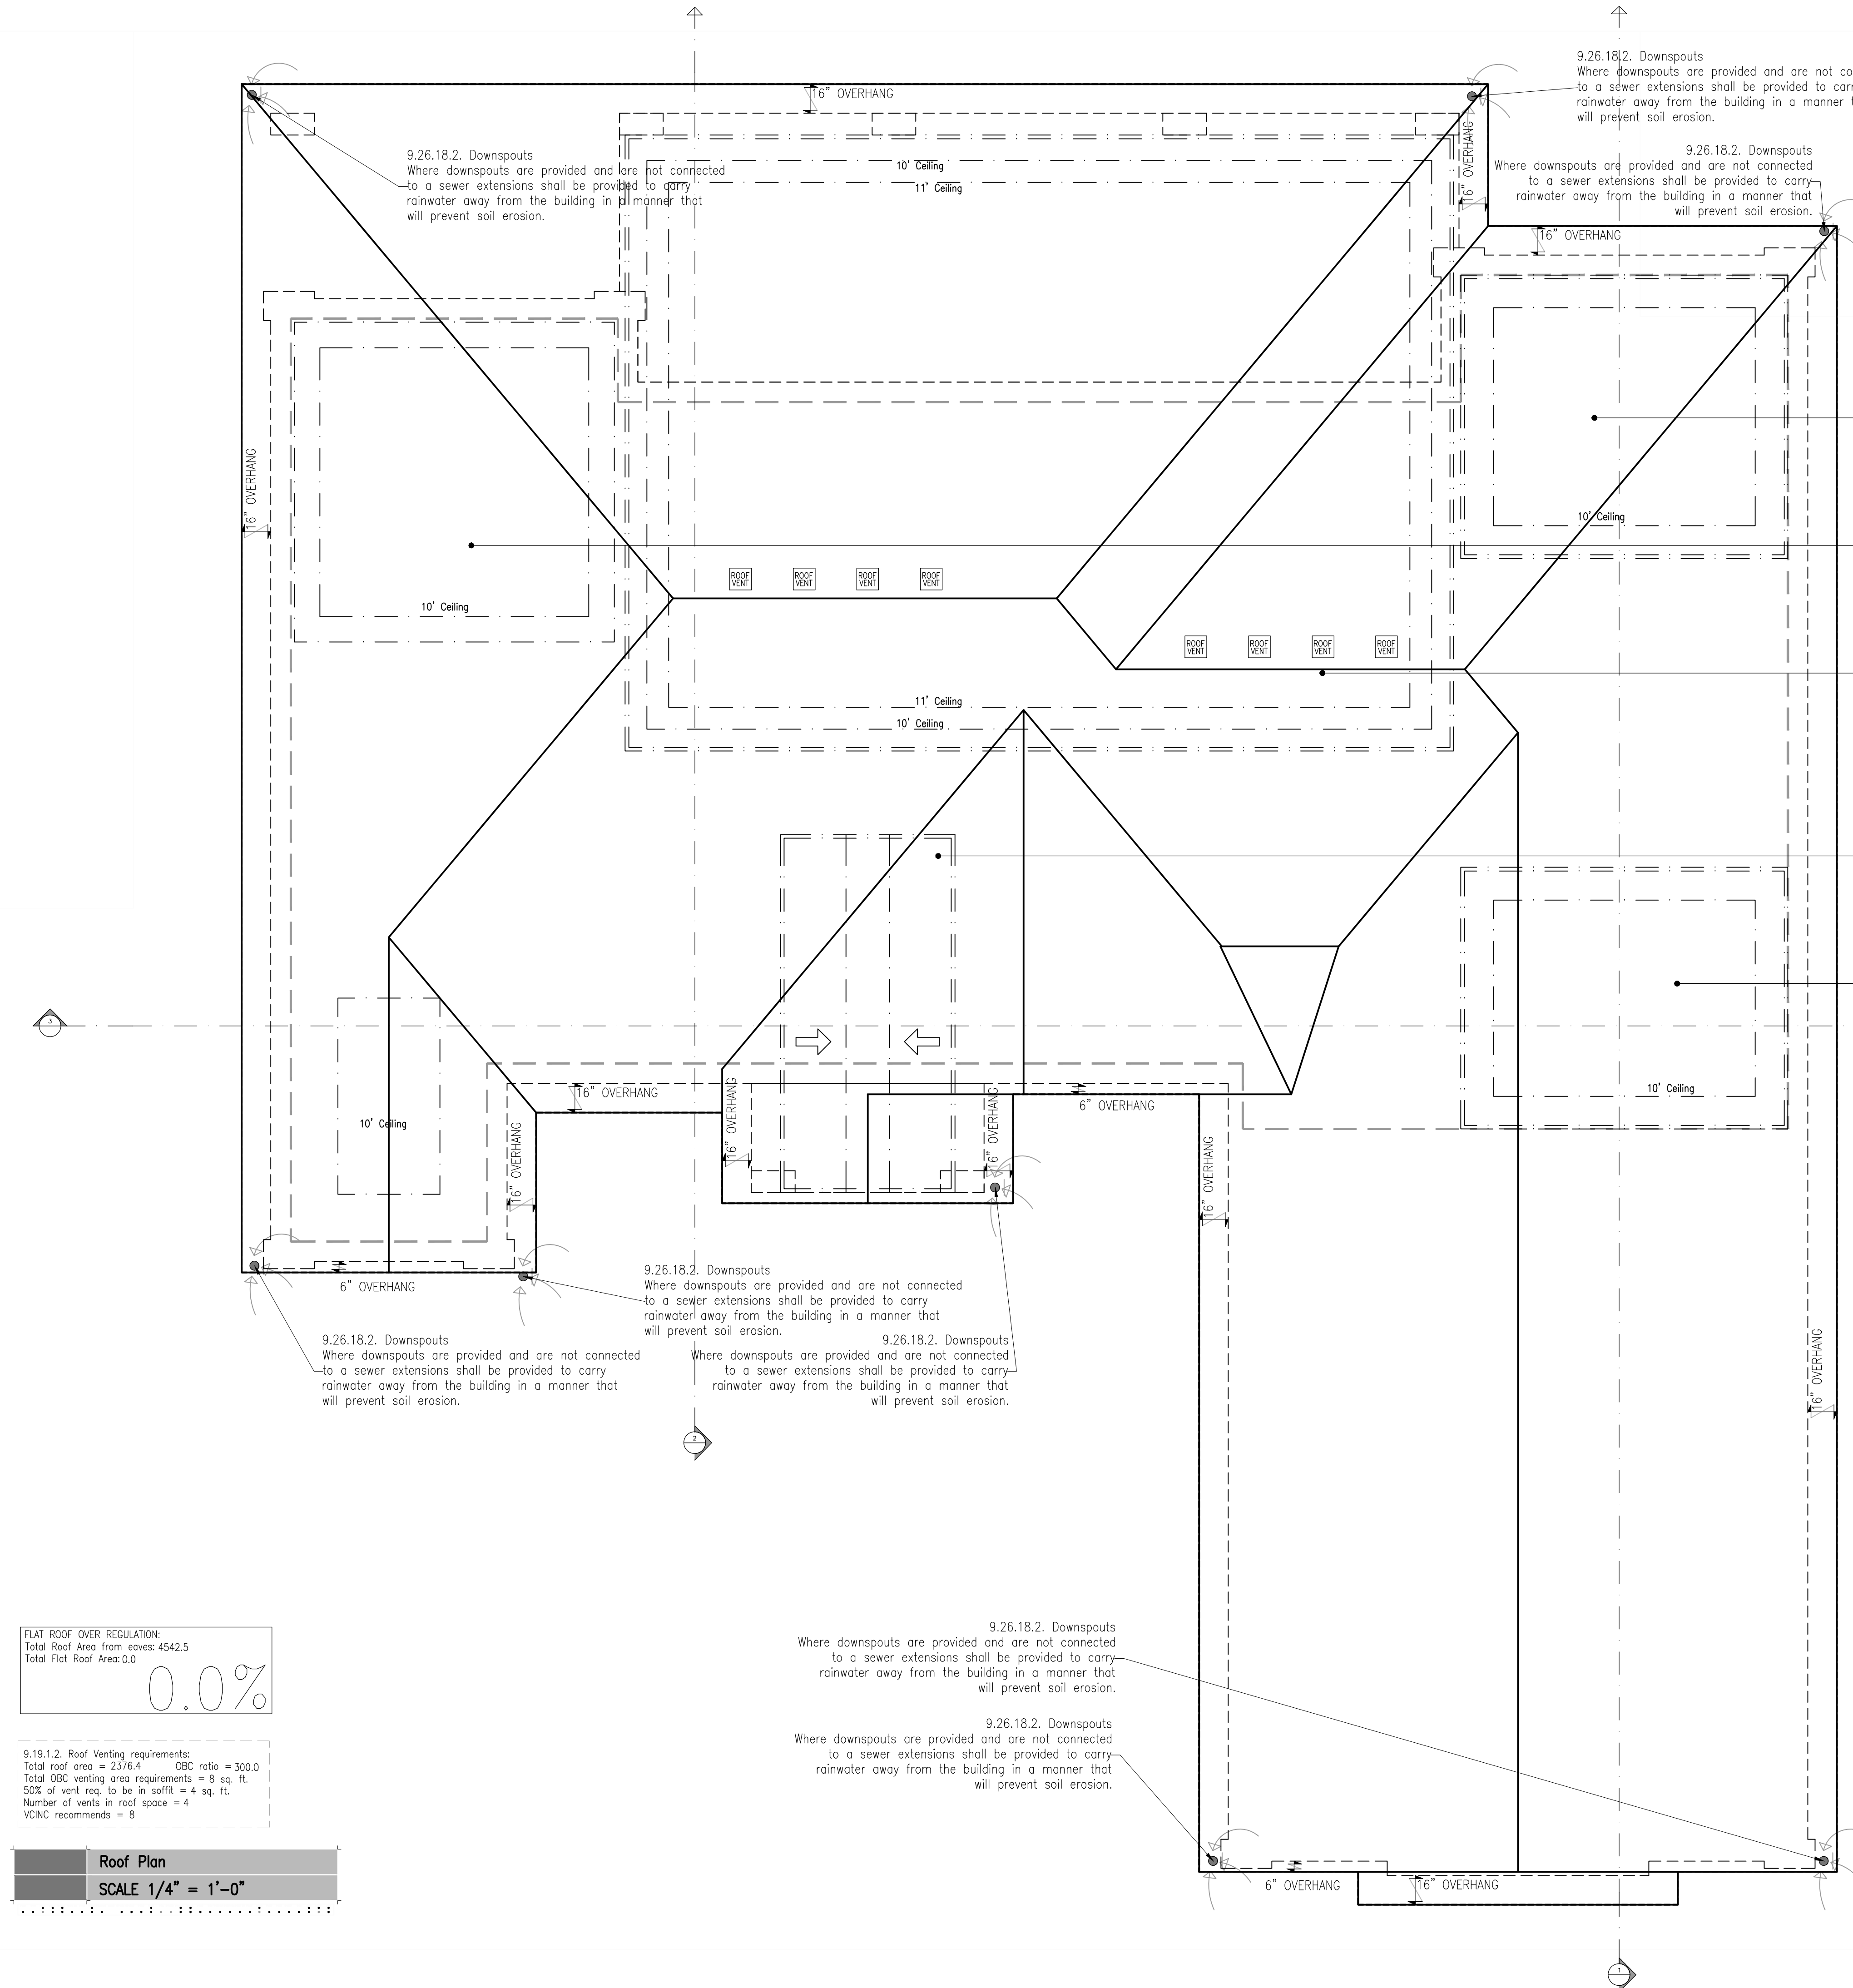 16" OVERHANG
9.26.18.2. Downspouts
Where downspouts are provided and are not co
to a sewer extensions shall be provided to carr
rainwater away from the building in a manner t
will prevent soil erosion.
9.26.18.2. Downspouts
Where downspouts are provided and are not connected
to a sewer extensions shall be provided to carry
rainwater away from the building in a manner that
will prevent soil erosion.
9.26.18.2. Downspouts
Where downspouts are provided and are not connected
to a sewer extensions shall be provided to carry
rainwater away from the building in a manner that
will prevent soil erosion.
16" OVERHANG
10' Ceiling
11' Ceiling
16" OVERHANG
16" OVERHANG
10' Ceiling
10' Ceiling
ROOF
VENT
ROOF
VENT
ROOF
VENT
ROOF
VENT
ROOF
VENT
ROOF
VENT
ROOF
VENT
ROOF
VENT
11' Ceiling
10' Ceiling
3
16" OVERHANG
16" OVERHANG
16" OVERHANG
6" OVERHANG
10' Ceiling
10' Ceiling
16" OVERHANG
16" OVERHANG
6" OVERHANG
9.26.18.2. Downspouts
Where downspouts are provided and are not connected
to a sewer extensions shall be provided to carry
rainwater away from the building in a manner that
will prevent soil erosion.
9.26.18.2. Downspouts
Where downspouts are provided and are not connected
to a sewer extensions shall be provided to carry
rainwater away from the building in a manner that
will prevent soil erosion.
9.26.18.2. Downspouts
Where downspouts are provided and are not connected
to a sewer extensions shall be provided to carry
rainwater away from the building in a manner that
will prevent soil erosion.
16" OVERHANG
2
9.26.18.2. Downspouts
Where downspouts are provided and are not connected
to a sewer extensions shall be provided to carry
rainwater away from the building in a manner that
will prevent soil erosion.
9.26.18.2. Downspouts
Where downspouts are provided and are not connected
to a sewer extensions shall be provided to carry
rainwater away from the building in a manner that
will prevent soil erosion.
6" OVERHANG
16" OVERHANG
1
FLAT ROOF OVER REGULATION:
Total Roof Area from eaves: 4542.5
Total Flat Roof Area: 0.0
0.0%
9.19.1.2. Roof Venting requirements:
Total roof area = 2376.4 OBC ratio = 300.0
Total OBC venting area requirements = 8 sq. ft.
50% of vent req. to be in soffit = 4 sq. ft.
Number of vents in roof space = 4
VCINC recommends = 8
Roof Plan
SCALE 1/4" = 1'-0"